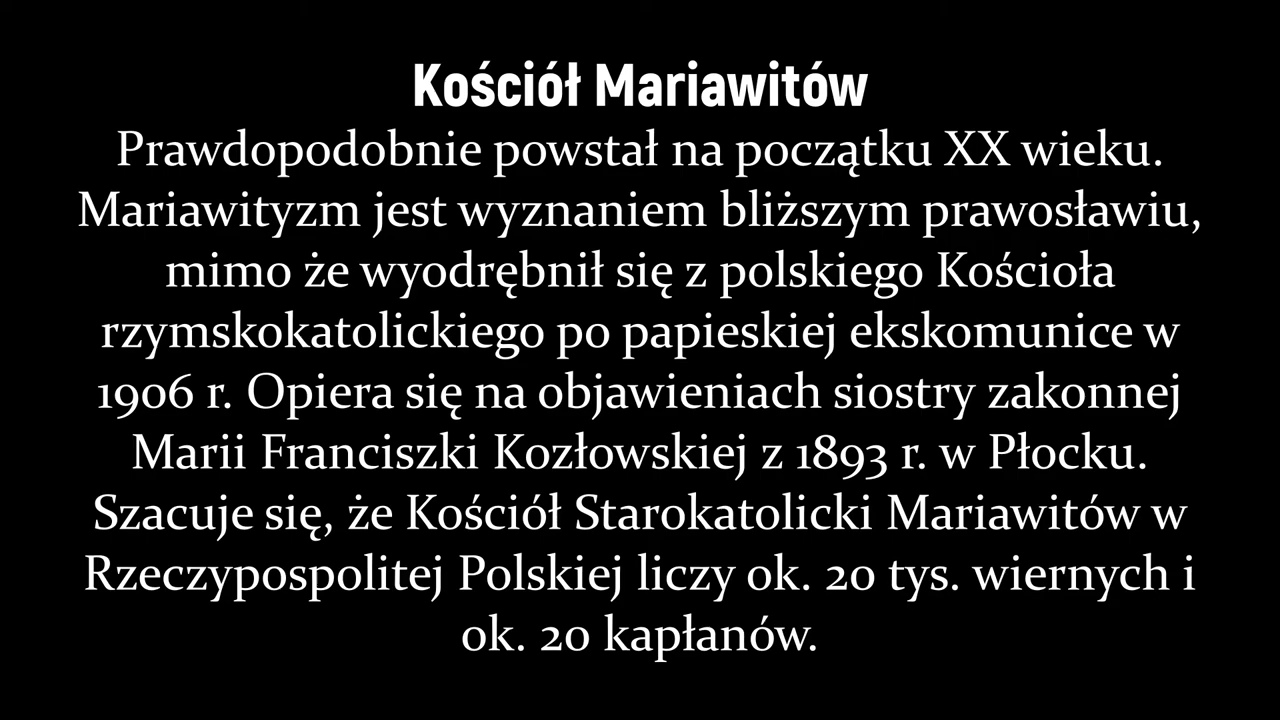 Kościół Mariawitów
Prawdopodobnie powstał na początku XX wieku.
Mariawityzm jest wyznaniem bliższym prawosławiu,
mimo że wyodrębnił się z polskiego Kościoła
rzymskokatolickiego po papieskiej ekskomunice w
1906 r. Opiera się na objawieniach siostry zakonnej
Marii Franciszki Kozłowskiej z 1893 r. w Płocku.
Szacuje się, że Kościół Starokatolicki Mariawitów w
Rzeczypospolitej Polskiej liczy ok. 20 tys. wiernych i
ok. 20 kapłanów.